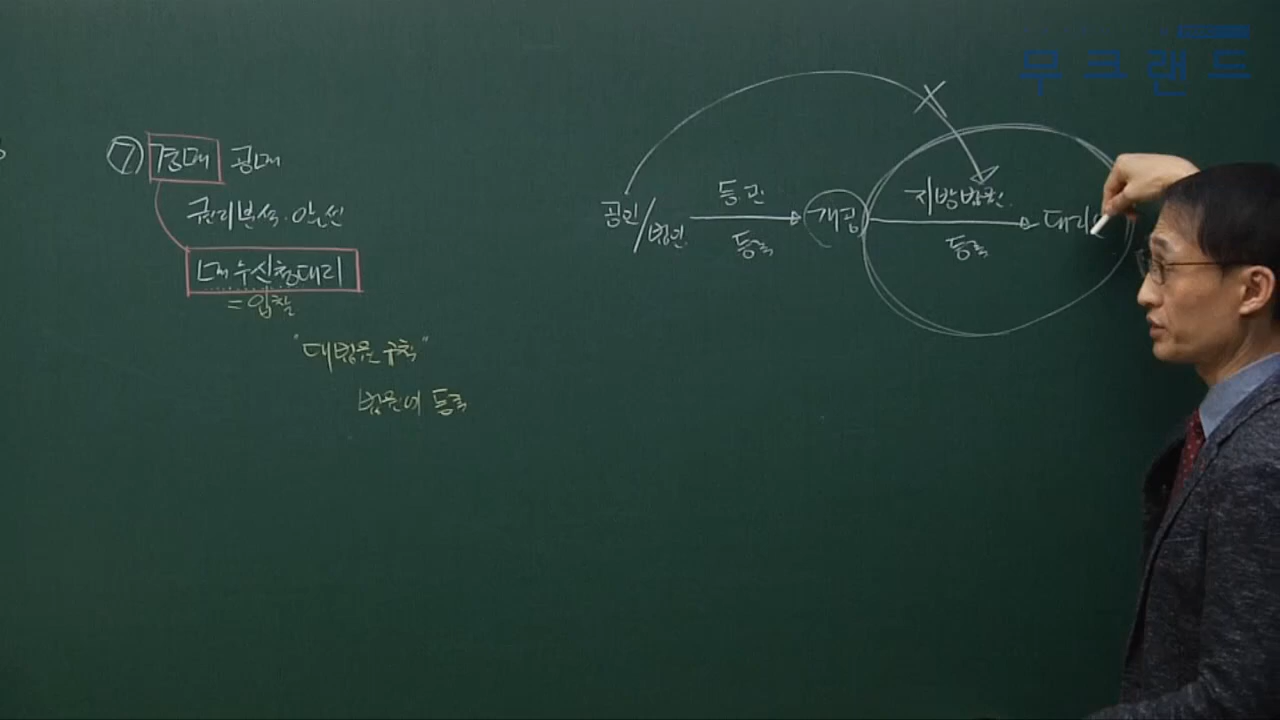 무크랜드
⑦ 경매 공매
권리분석·알선
매수신청대리
= 입찰
"대법원 규칙"
법원에 등록
공인/법인 등관 등록 개공 지방법원 등록 대리